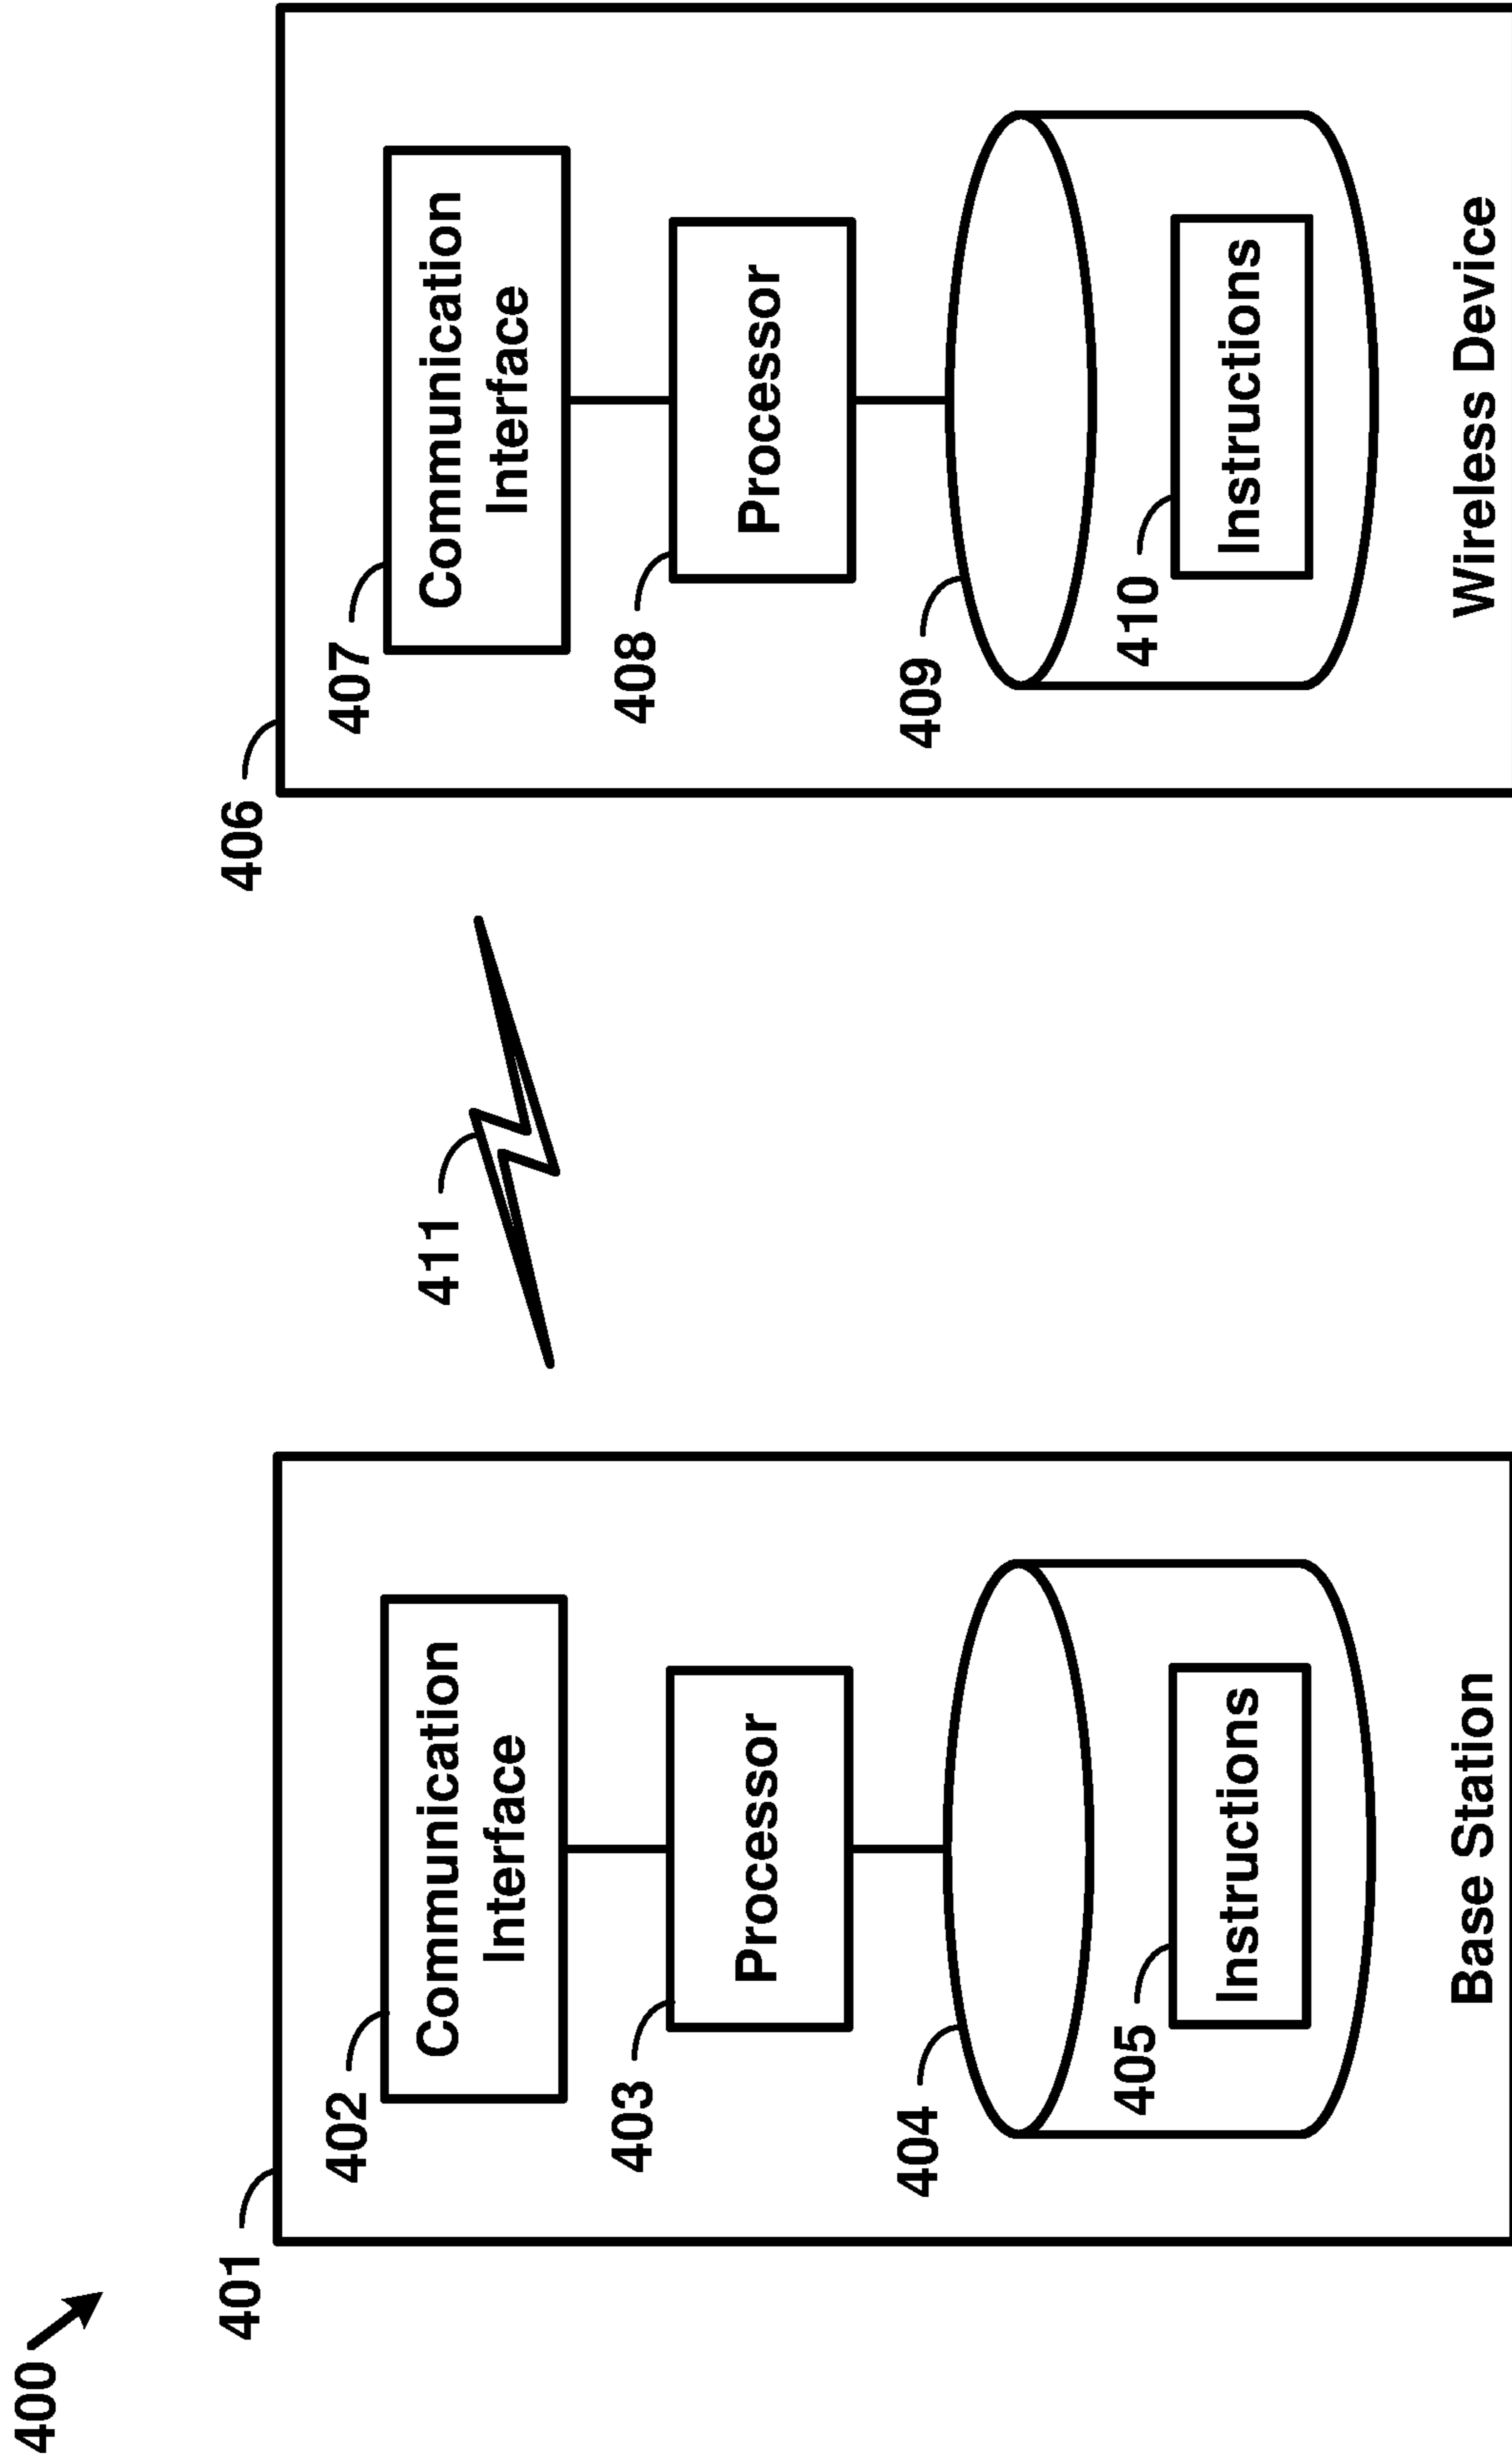 400
401
402
Communication
Interface
403
Processor
404
405
Instructions
Base Station
411
406
407
Communication
Interface
408
Processor
409
410
Instructions
Wireless Device